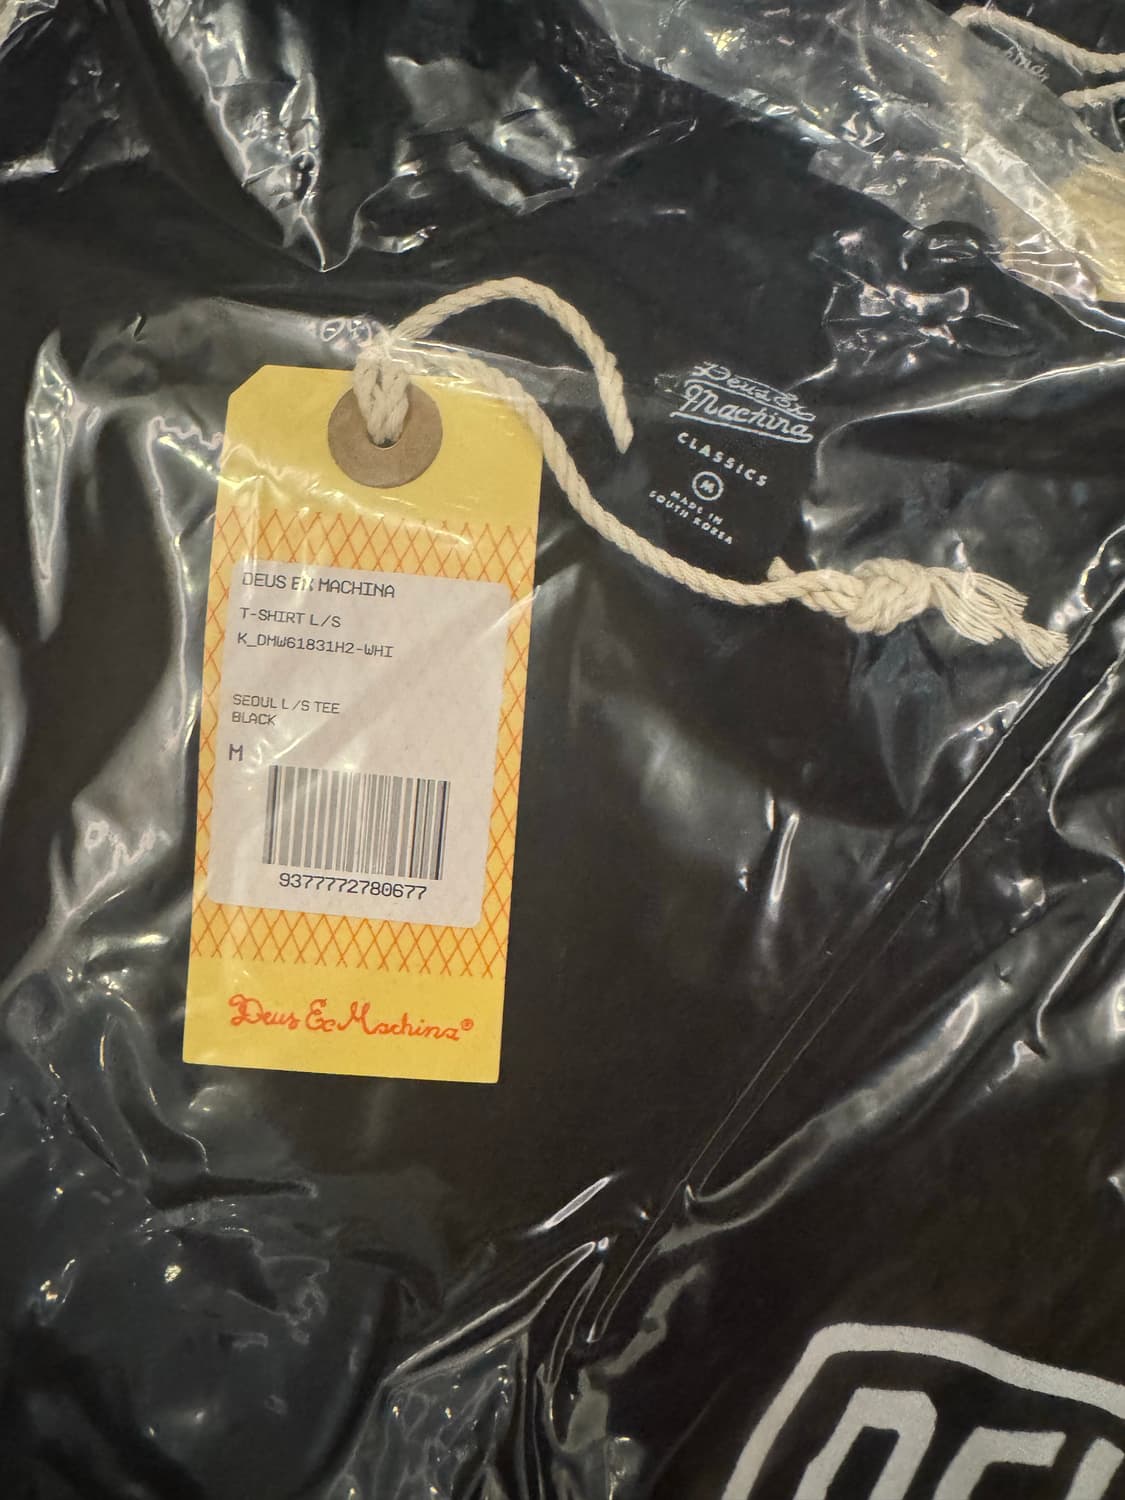 DEUS EX MACHINA
T-SHIRT L/S
K_DMW61831H2-WHI
SEOUL L/S TEE
BLACK
M
9377772780677
Deus Ex Machina®
Deus Ex
Machina
CLASSICS
M
MADE IN
SOUTH KOREA